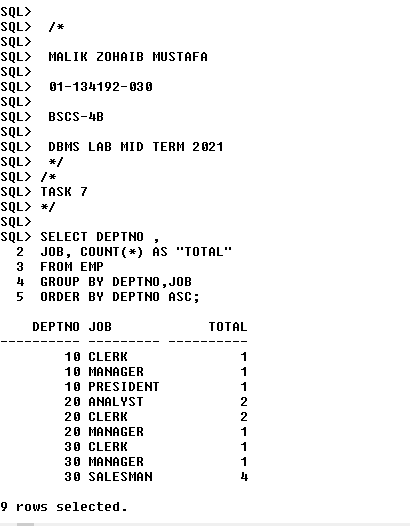 SQL>
SQL> /*
SQL>
SQL> MALIK ZOHAIB MUSTAFA
SQL>
SQL> 01-134192-030
SQL>
SQL> BSCS-4B
SQL>
SQL> DBMS LAB MID TERM 2021
SQL> */
SQL> /*
SQL> TASK 7
SQL> */
SQL>
SQL> SELECT DEPTNO ,
2 JOB, COUNT(*) AS "TOTAL"
3 FROM EMP
4 GROUP BY DEPTNO,JOB
5 ORDER BY DEPTNO ASC;
DEPTNO JOB TOTAL
---------- --------- ----------
10 CLERK 1
10 MANAGER 1
10 PRESIDENT 1
20 ANALYST 2
20 CLERK 2
20 MANAGER 1
30 CLERK 1
30 MANAGER 1
30 SALESMAN 4
9 rows selected.